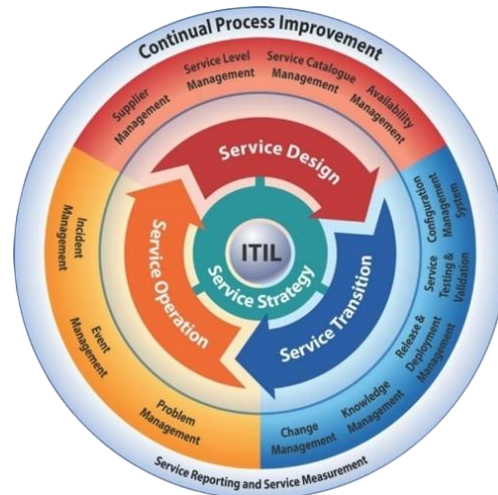 Continual Process Improvement
Supplier
Management
Service Level
Management
Service Catalogue
Management
Availability
Management
Configuration
Management
System
Service
Testing &
Validation
Release &
Deployment
Management
Knowledge
Management
Change
Management
Problem
Management
Event
Management
Incident
Management
Service Design
Service Transition
Service Operation
ITIL
Service Strategy
Service Reporting and Service Measurement